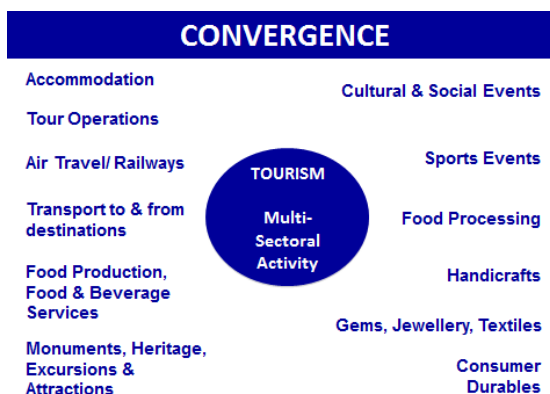 CONVERGENCE
Accommodation
Tour Operations
Air Travel/ Railways
Transport to & from
destinations
Food Production,
Food & Beverage
Services
Monuments, Heritage,
Excursions &
Attractions
TOURISM
Multi-
Sectoral
Activity
Cultural & Social Events
Sports Events
Food Processing
Handicrafts
Gems, Jewellery, Textiles
Consumer
Durables